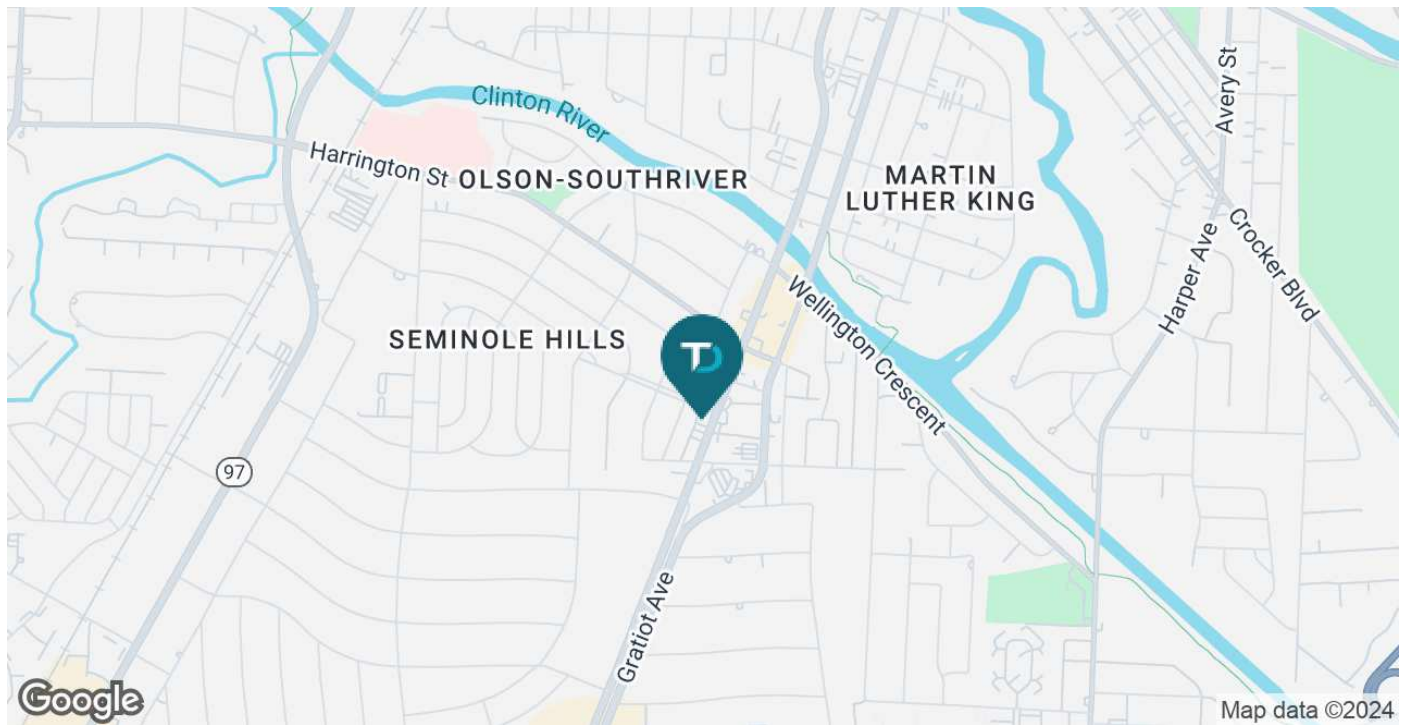 Clinton River
Avery St
Harrington St
OLSON-SOUTHRIVER
MARTIN
LUTHER KING
Crocker Blvd
Harper Ave
Wellington Crescent
SEMINOLE HILLS
TD
97
Gratiot Ave
Google
Map data ©2024